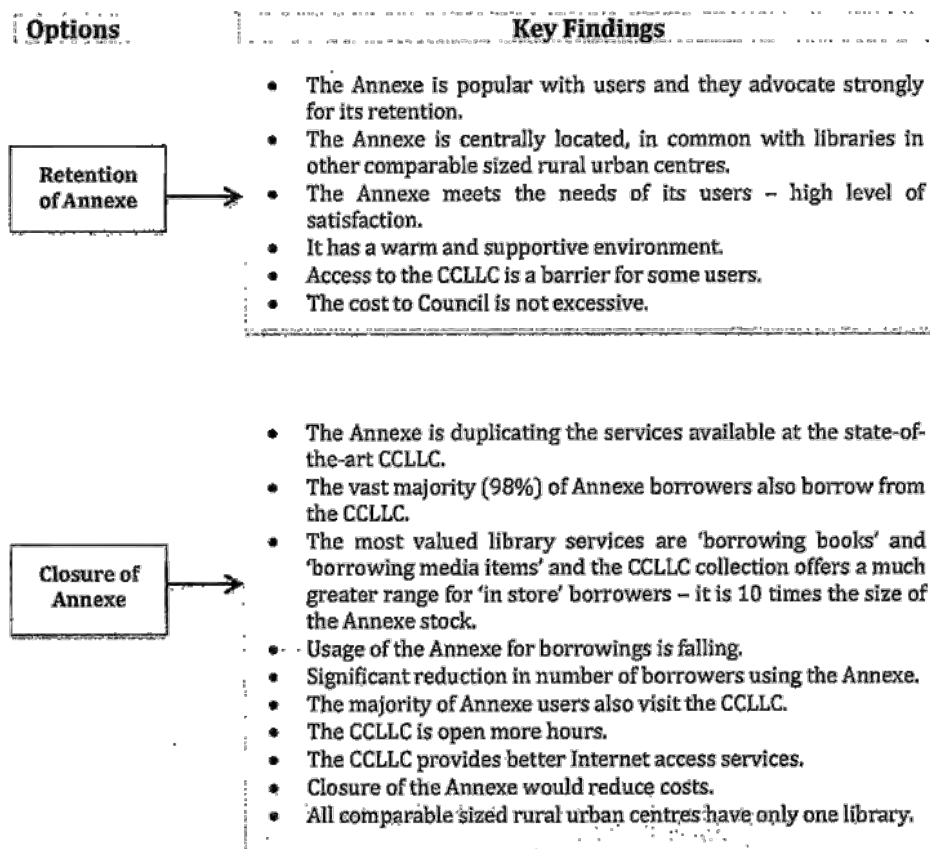 Options
Key Findings
Retention
of Annexe
• The Annexe is popular with users and they advocate strongly
for its retention.
• The Annexe is centrally located, in common with libraries in
other comparable sized rural urban centres.
• The Annexe meets the needs of its users – high level of
satisfaction.
• It has a warm and supportive environment.
• Access to the CCLLC is a barrier for some users.
• The cost to Council is not excessive.
Closure of
Annexe
• The Annexe is duplicating the services available at the state-of-
the-art CCLLC.
• The vast majority (98%) of Annexe borrowers also borrow from
the CCLLC.
• The most valued library services are 'borrowing books' and
'borrowing media items' and the CCLLC collection offers a much
greater range for 'in store' borrowers – it is 10 times the size of
the Annexe stock.
• Usage of the Annexe for borrowings is falling.
• Significant reduction in number of borrowers using the Annexe.
• The majority of Annexe users also visit the CCLLC.
• The CCLLC is open more hours.
• The CCLLC provides better Internet access services.
• Closure of the Annexe would reduce costs.
• All comparable sized rural urban centres have only one library.